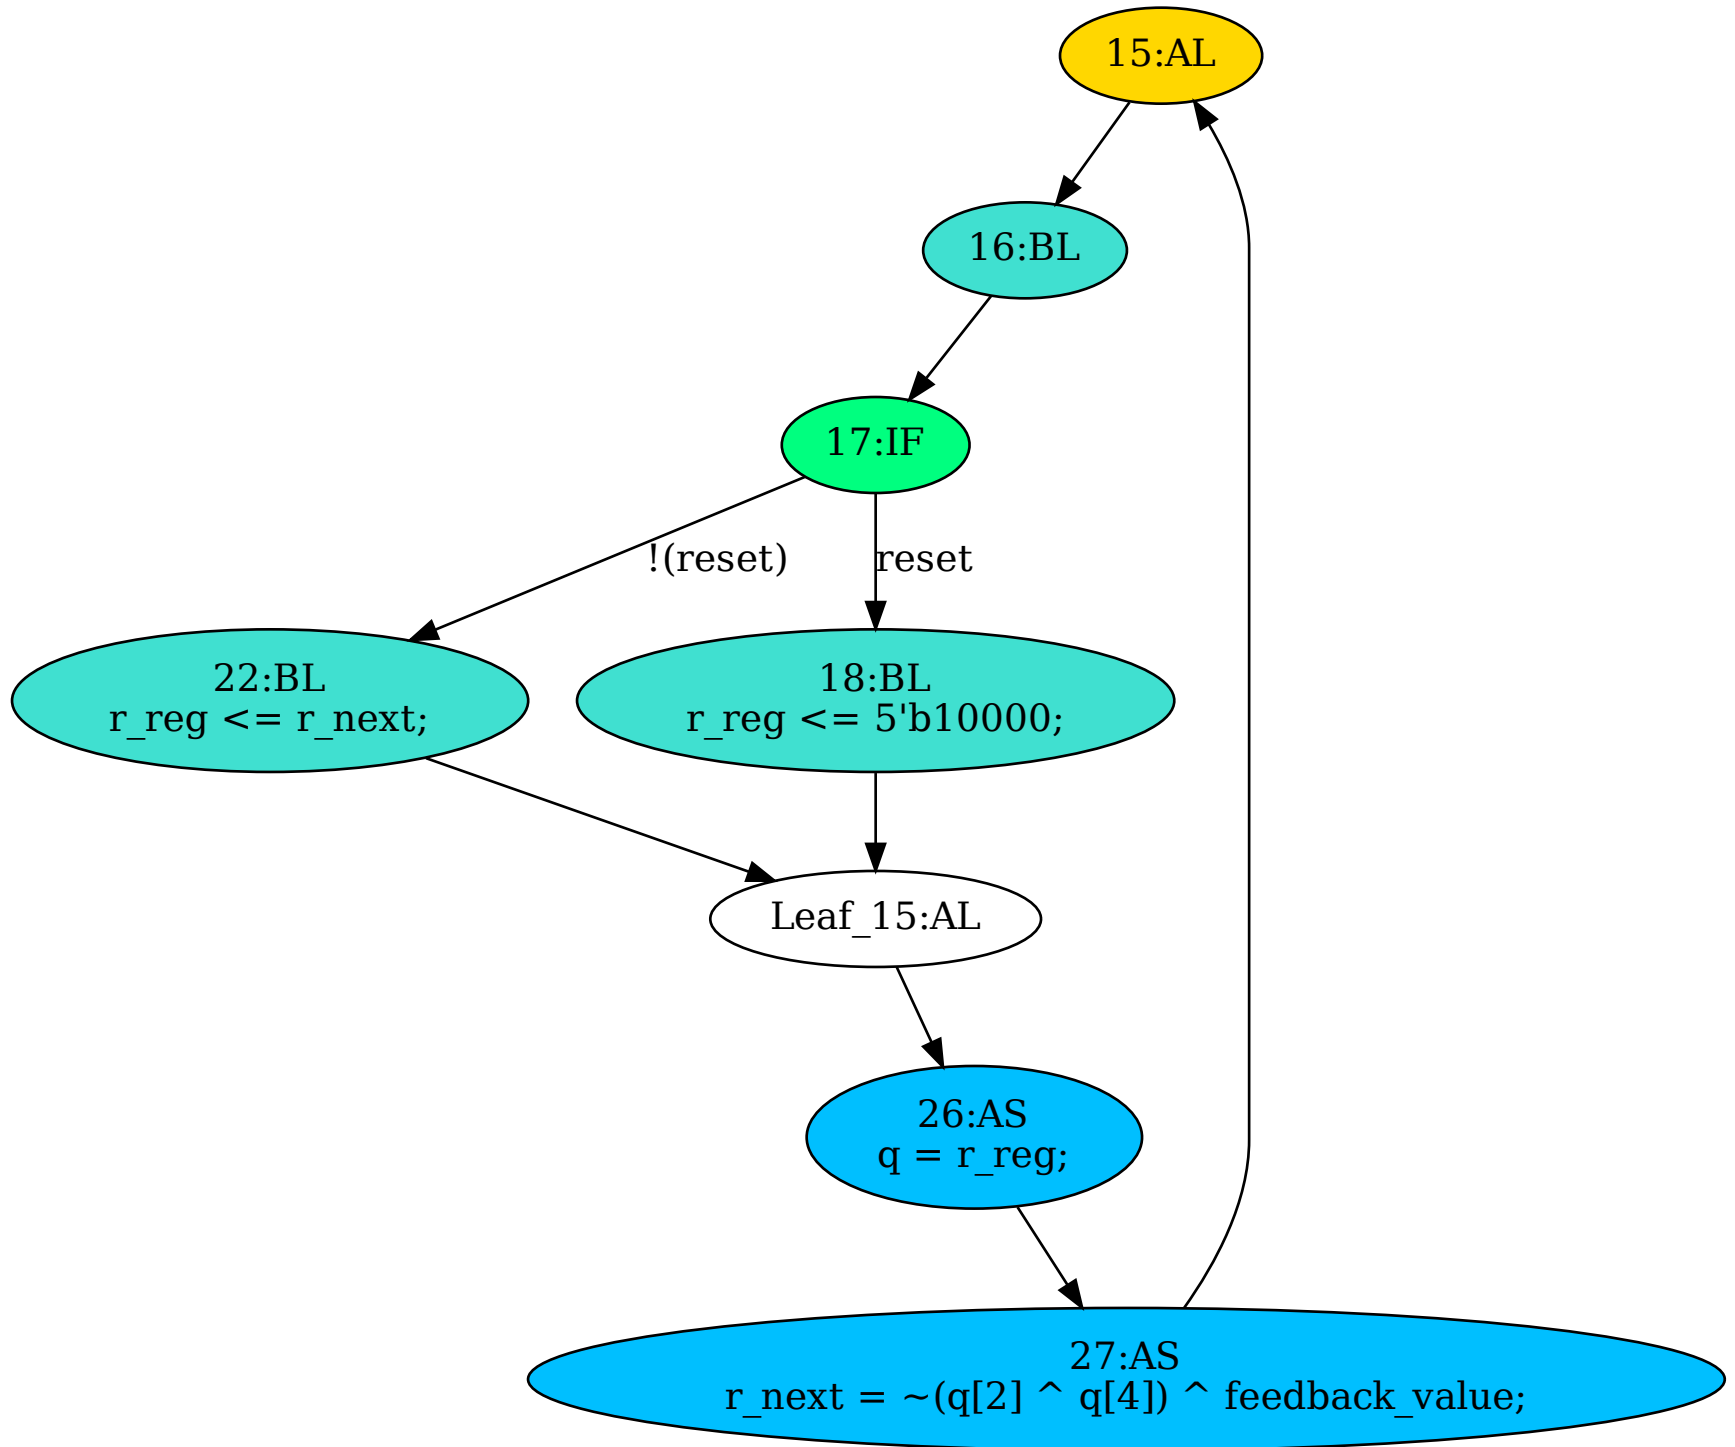 15:AL
16:BL
17:IF
!(reset)
reset
22:BL
r_reg <= r_next;
18:BL
r_reg <= 5'b10000;
Leaf_15:AL
26:AS
q = r_reg;
27:AS
r_next = ~(q[2] ^ q[4]) ^ feedback_value;